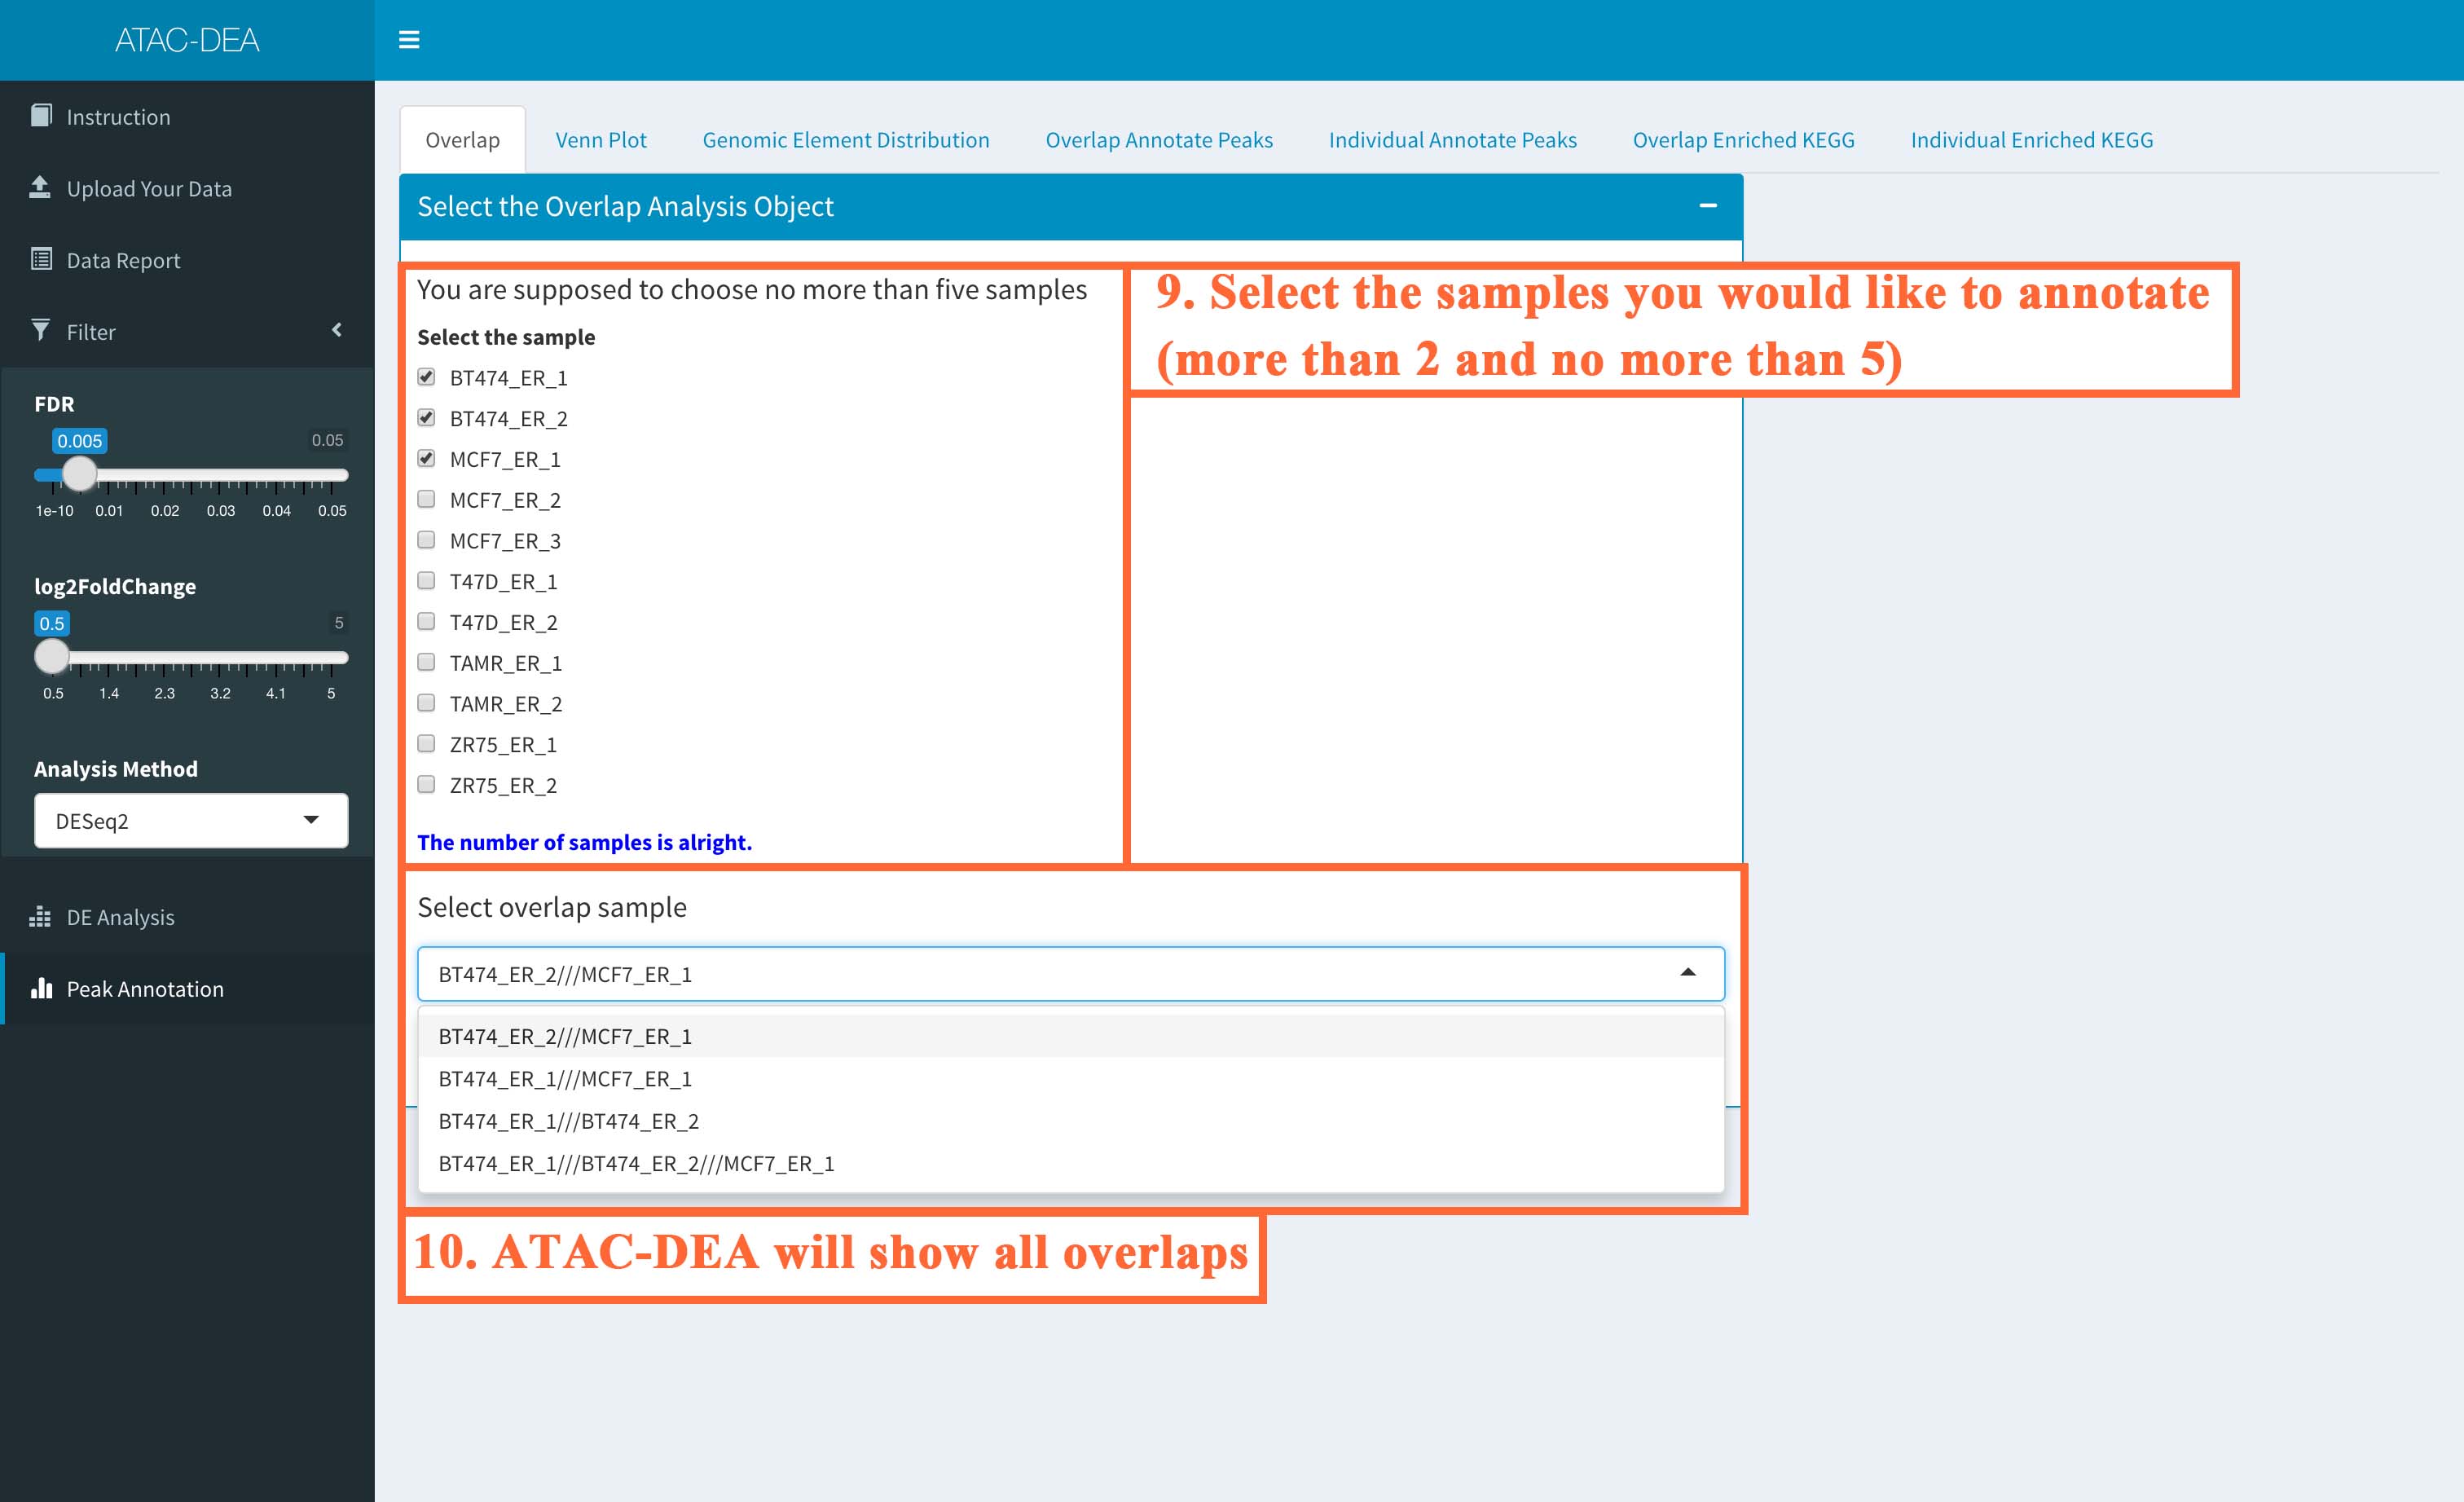 ATAC-DEA
Instruction
Upload Your Data
Data Report
Filter
FDR
0.005 0.05
1e-10 0.01 0.02 0.03 0.04 0.05
log2FoldChange
0.5 5
0.5 1.4 2.3 3.2 4.1 5
Analysis Method
DESeq2
DE Analysis
Peak Annotation
Overlap Venn Plot Genomic Element Distribution Overlap Annotate Peaks Individual Annotate Peaks Overlap Enriched KEGG Individual Enriched KEGG
Select the Overlap Analysis Object
You are supposed to choose no more than five samples
Select the sample
BT474_ER_1
BT474_ER_2
MCF7_ER_1
MCF7_ER_2
MCF7_ER_3
T47D_ER_1
T47D_ER_2
TAMR_ER_1
TAMR_ER_2
ZR75_ER_1
ZR75_ER_2
The number of samples is alright.
9. Select the samples you would like to annotate
(more than 2 and no more than 5)
Select overlap sample
BT474_ER_2///MCF7_ER_1
BT474_ER_2///MCF7_ER_1
BT474_ER_1///MCF7_ER_1
BT474_ER_1///BT474_ER_2
BT474_ER_1///BT474_ER_2///MCF7_ER_1
10. ATAC-DEA will show all overlaps